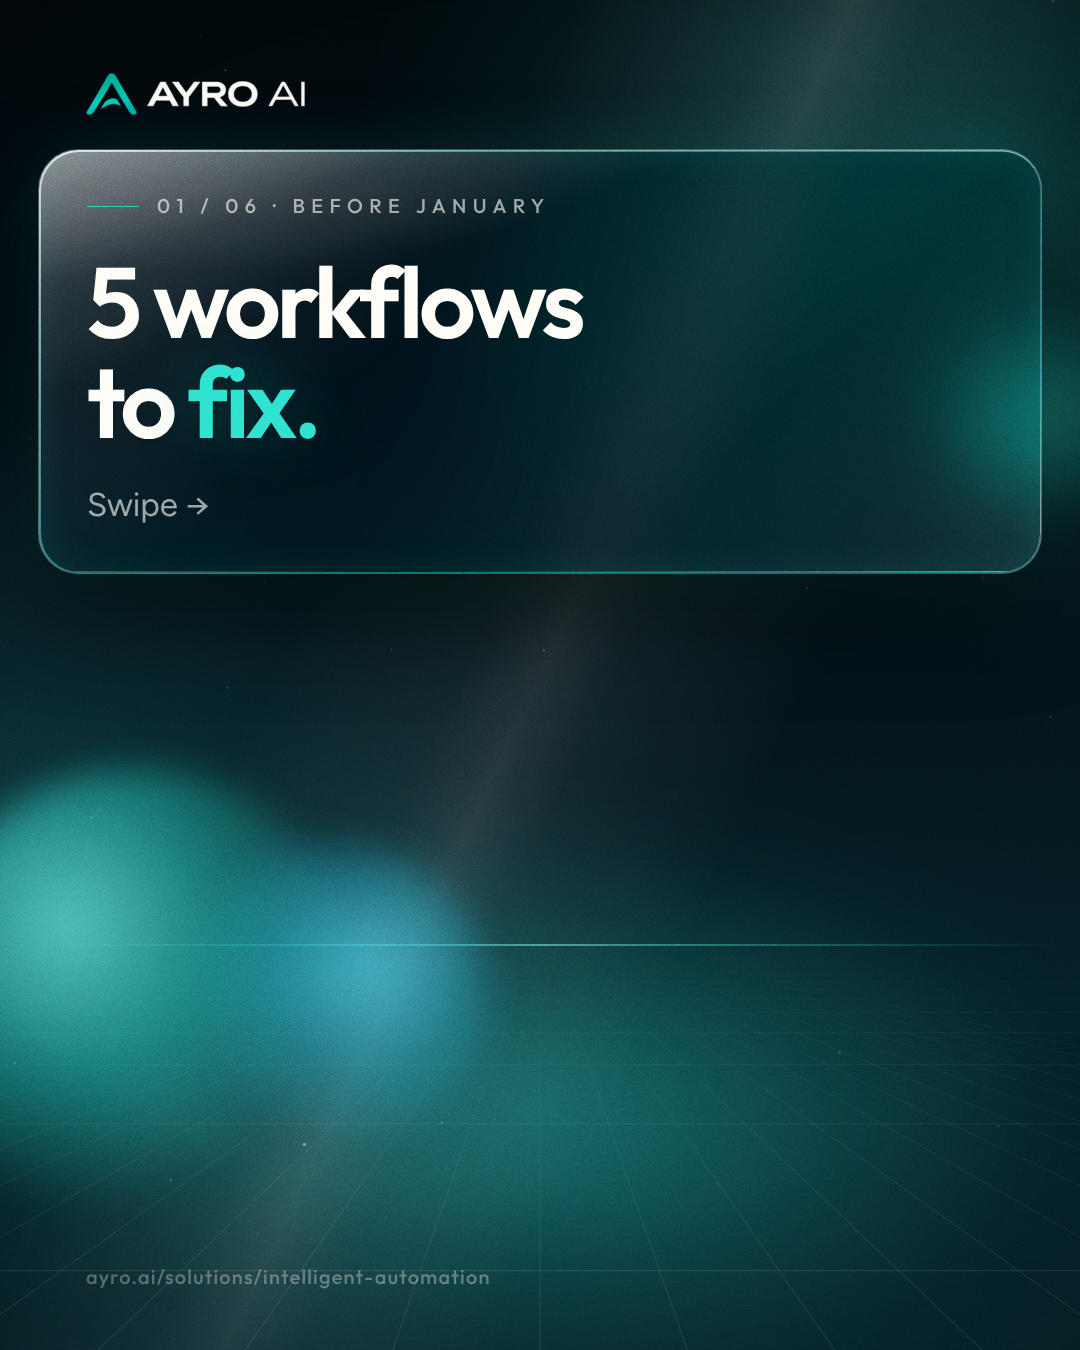 AYRO AI
01 / 06 · BEFORE JANUARY
5 workflows
to fix.
Swipe →
ayro.ai/solutions/intelligent-automation